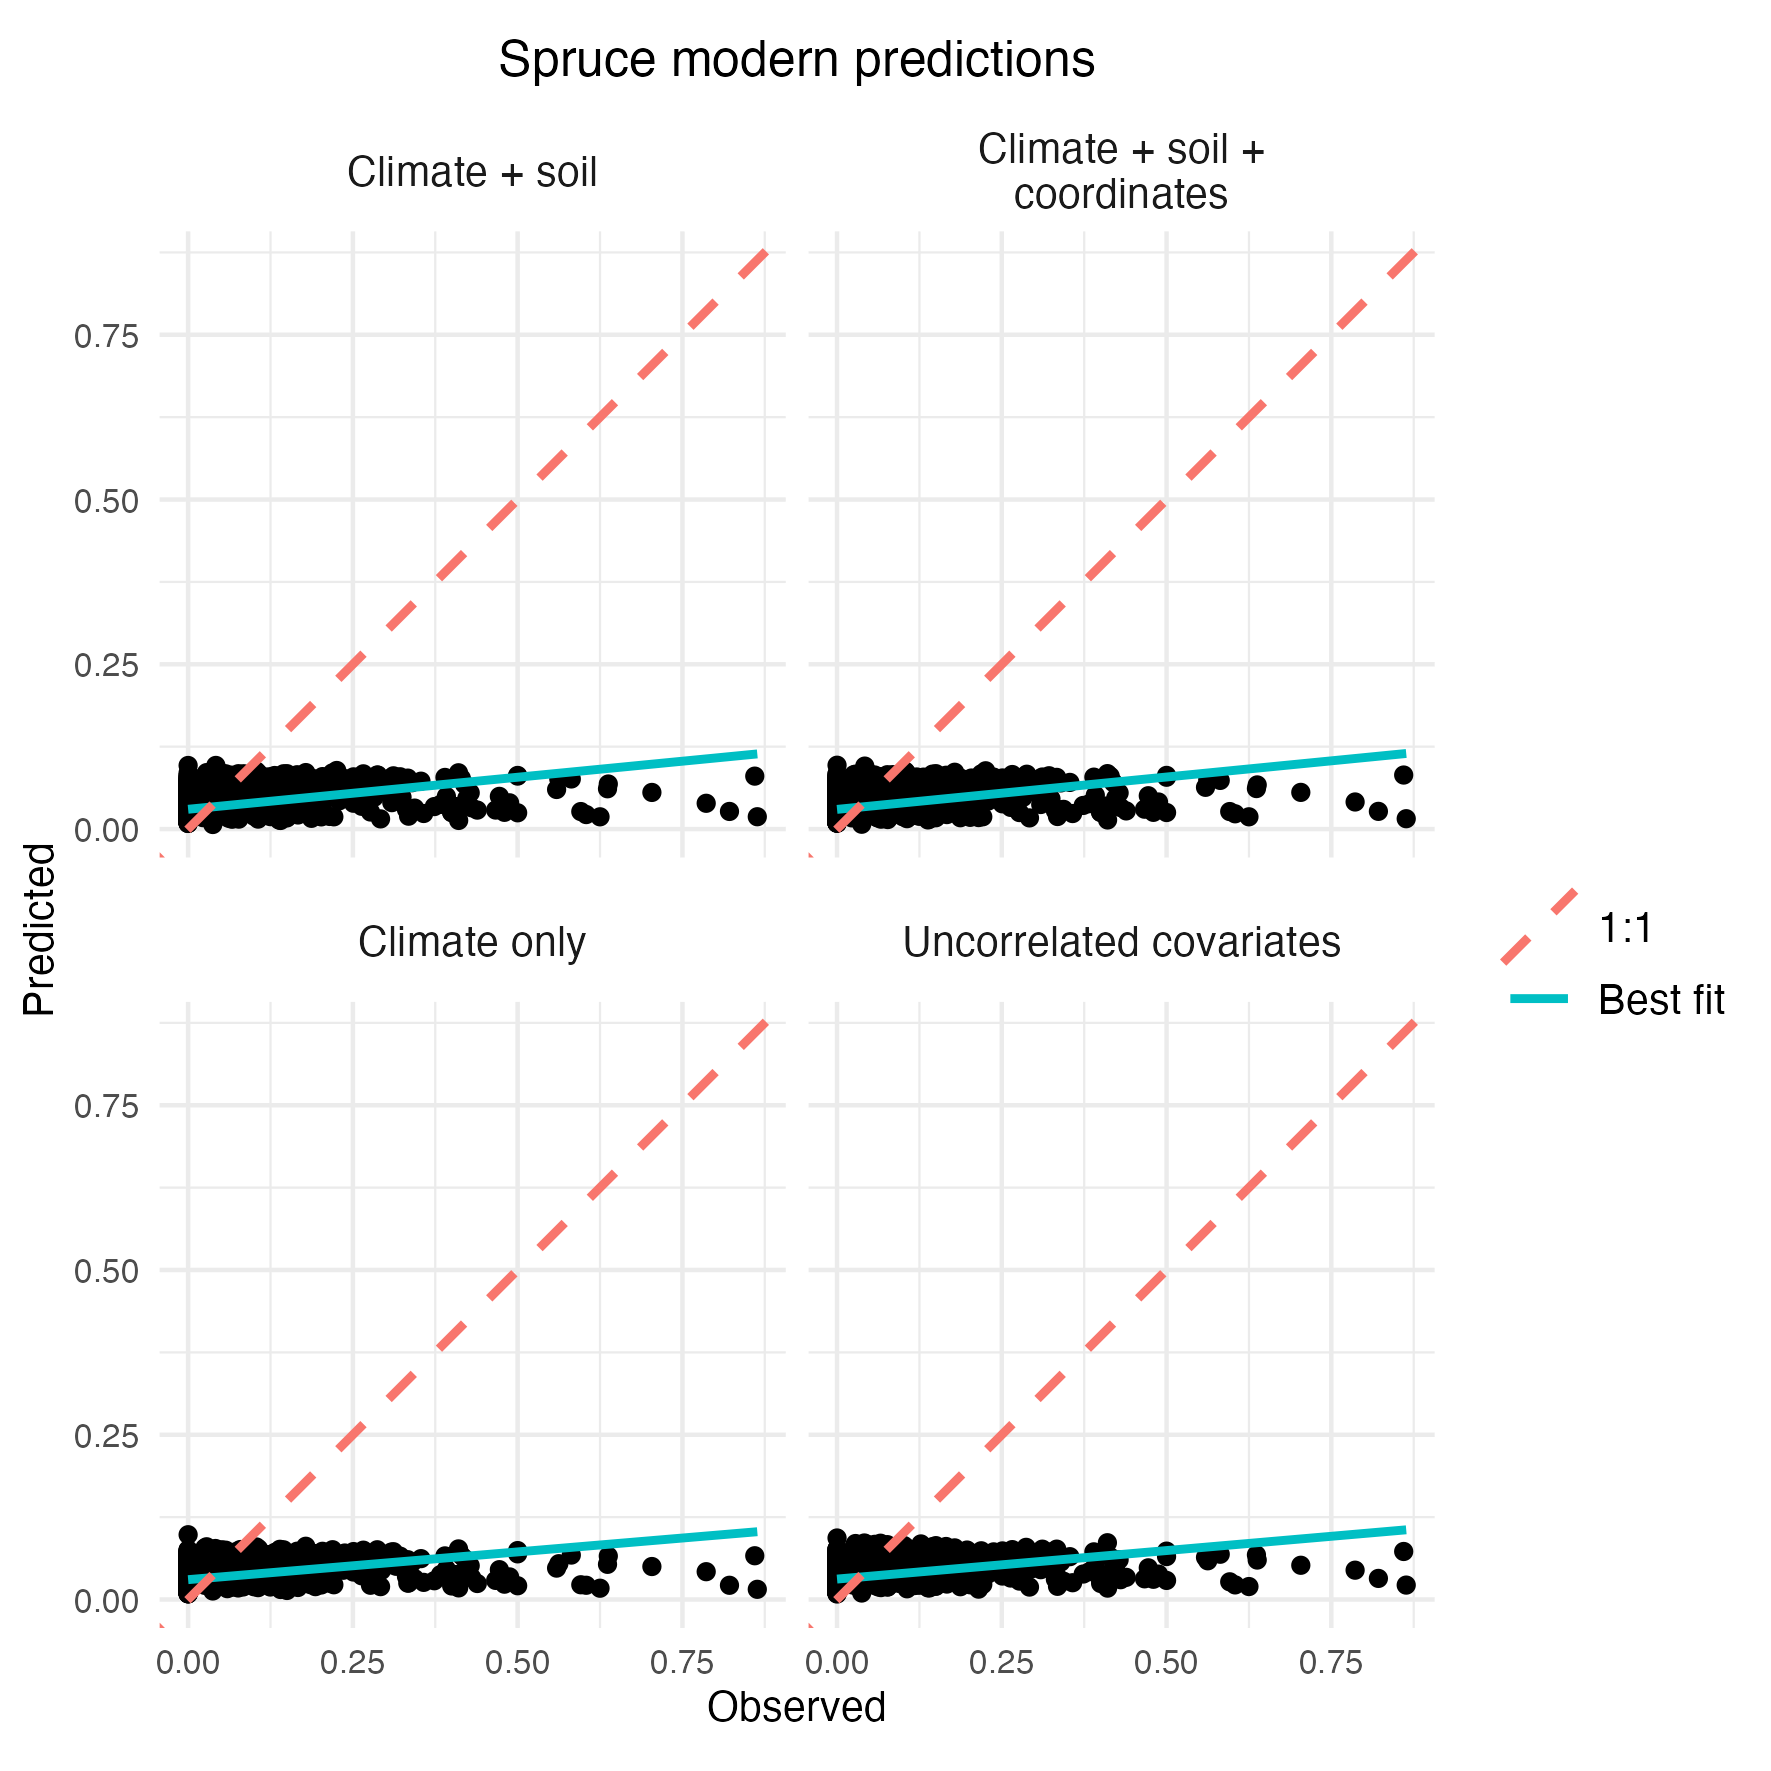 Spruce modern predictions
Climate + soil
Climate + soil +
coordinates
0.75
0.50
0.25
0.00
Predicted
Climate only
Uncorrelated covariates
1:1
Best fit
0.75
0.50
0.25
0.00
0.00 0.25 0.50 0.75 0.00 0.25 0.50 0.75
Observed